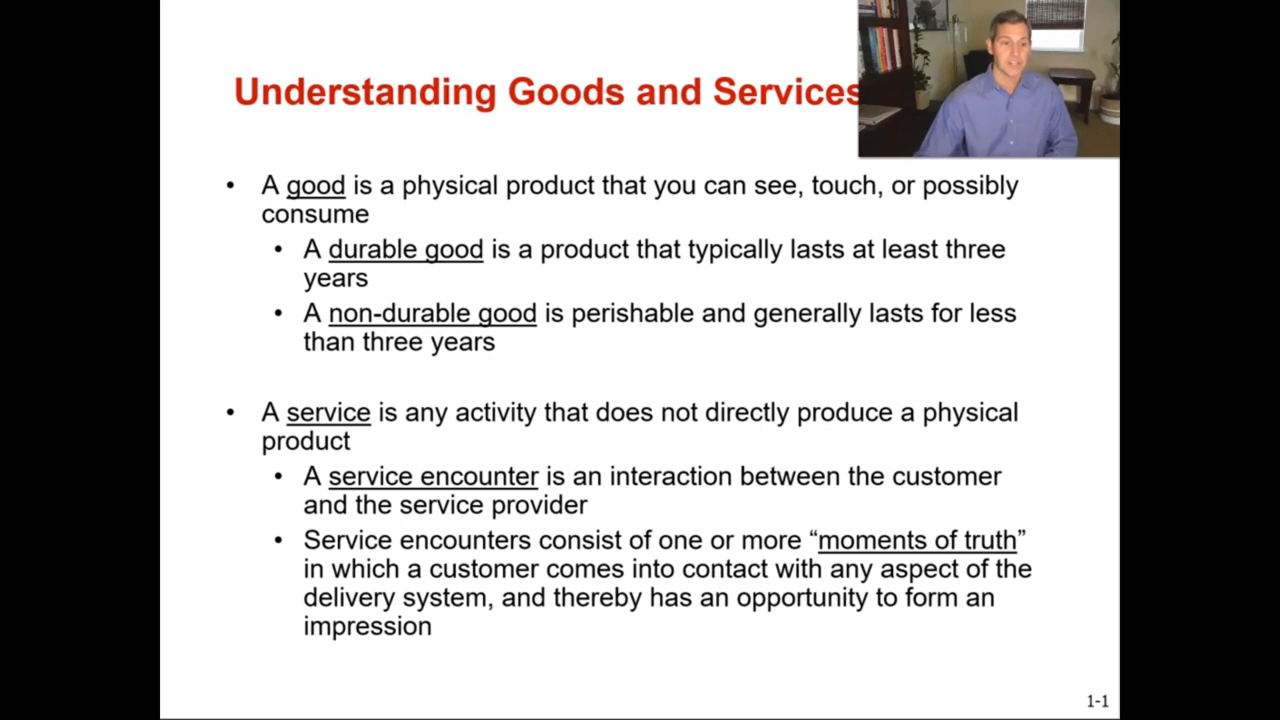 Understanding Goods and Services
• A good is a physical product that you can see, touch, or possibly
consume
• A durable good is a product that typically lasts at least three
years
• A non-durable good is perishable and generally lasts for less
than three years
• A service is any activity that does not directly produce a physical
product
• A service encounter is an interaction between the customer
and the service provider
• Service encounters consist of one or more “moments of truth”
in which a customer comes into contact with any aspect of the
delivery system, and thereby has an opportunity to form an
impression
1-1